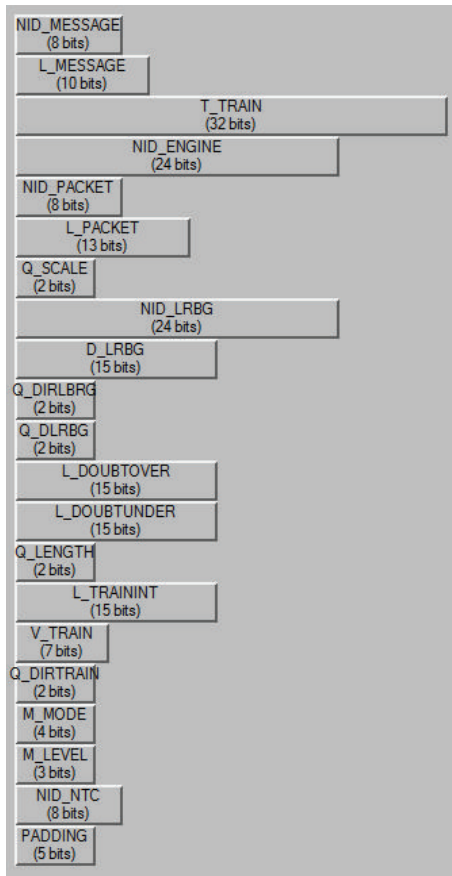 NID_MESSAGE
(8 bits)
L_MESSAGE
(10 bits)
T_TRAIN
(32 bits)
NID_ENGINE
(24 bits)
NID_PACKET
(8 bits)
L_PACKET
(13 bits)
Q_SCALE
(2 bits)
NID_LRBG
(24 bits)
D_LRBG
(15 bits)
Q_DIRLBRG
(2 bits)
Q_DLRBG
(2 bits)
L_DOUBTOVER
(15 bits)
L_DOUBTUNDER
(15 bits)
Q_LENGTH
(2 bits)
L_TRAININT
(15 bits)
V_TRAIN
(7 bits)
Q_DIRTRAIN
(2 bits)
M_MODE
(4 bits)
M_LEVEL
(3 bits)
NID_NTC
(8 bits)
PADDING
(5 bits)